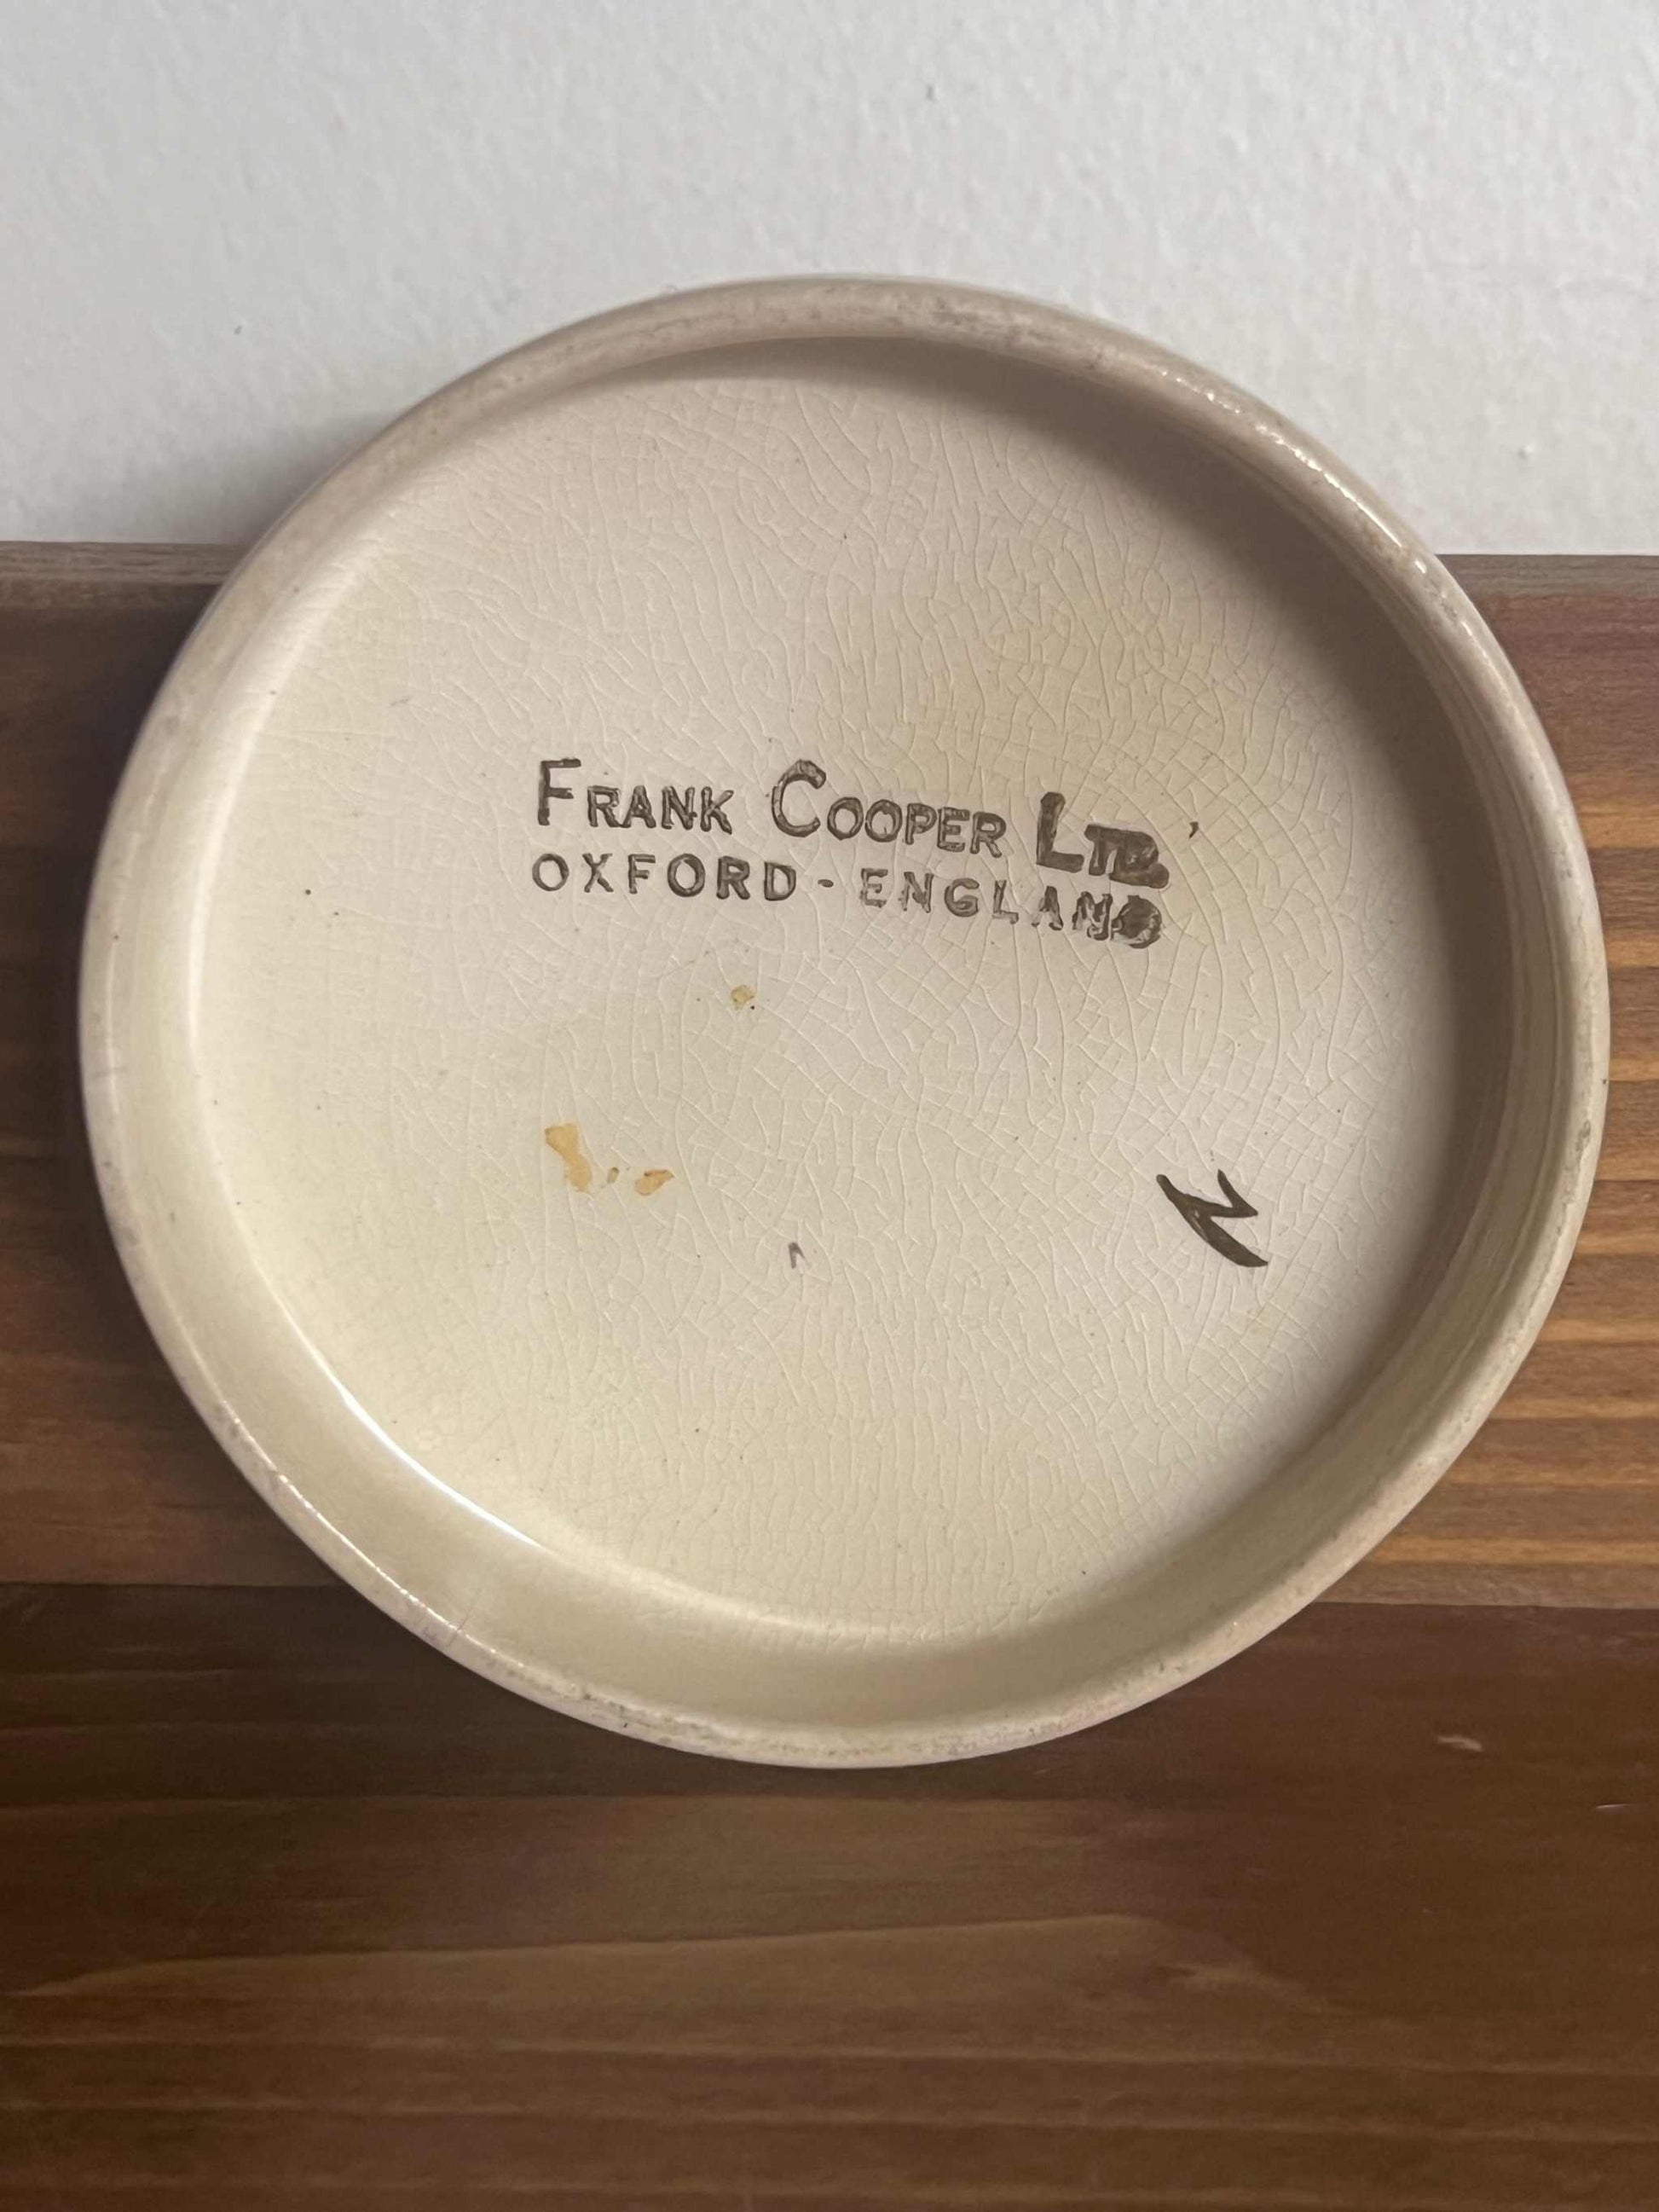 FRANK COOPER LTD.
OXFORD - ENGLAND
N